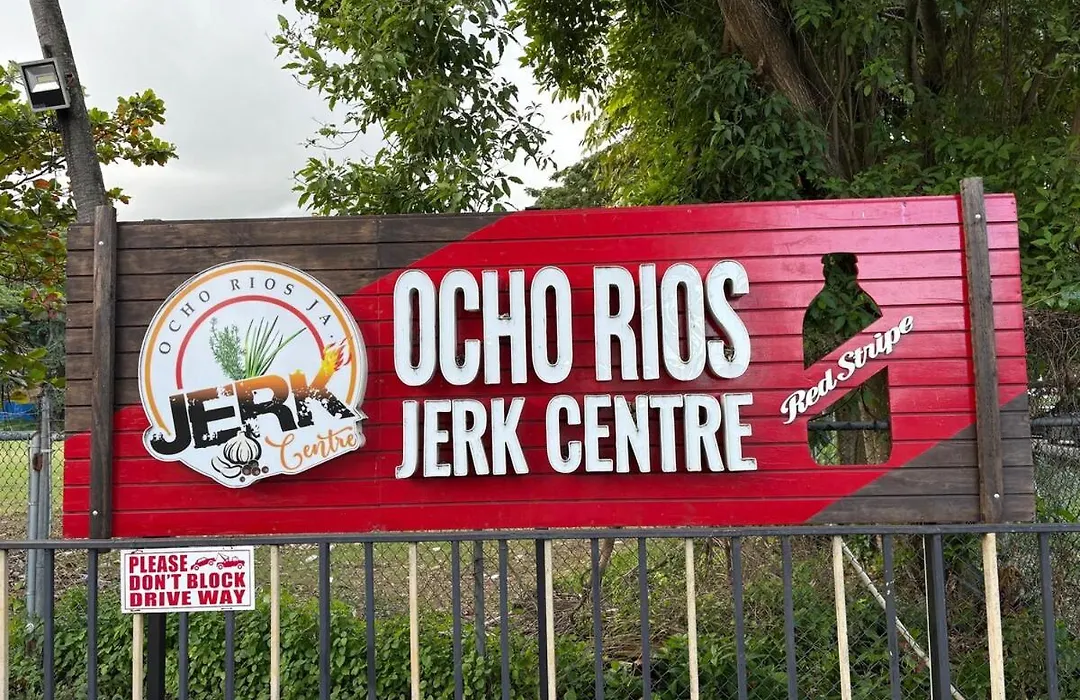 OCHO RIOS JA.
JERK
Centre
OCHO RIOS
JERK CENTRE
Red Stripe
PLEASE
DON'T BLOCK
DRIVE WAY